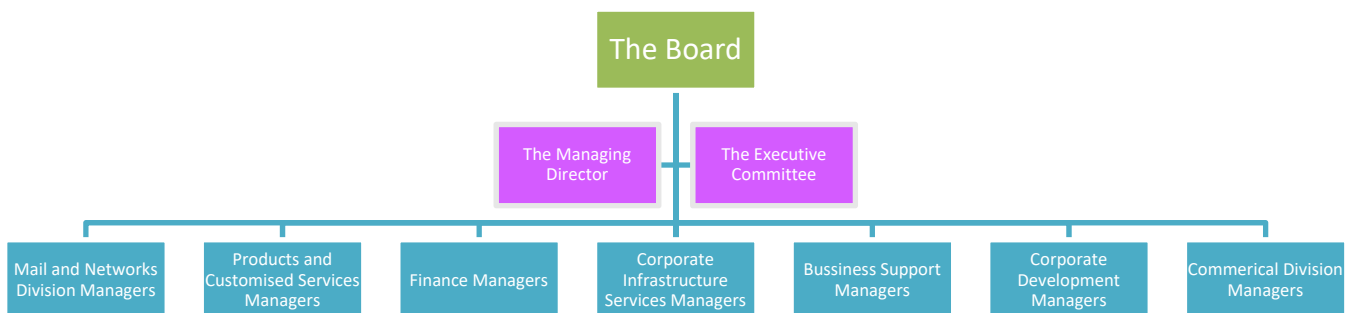 The Board
The Managing
Director
The Executive
Committee
Mail and Networks
Division Managers
Products and
Customised Services
Managers
Finance Managers
Corporate
Infrastructure
Services Managers
Bussiness Support
Managers
Corporate
Development
Managers
Commerical Division
Managers